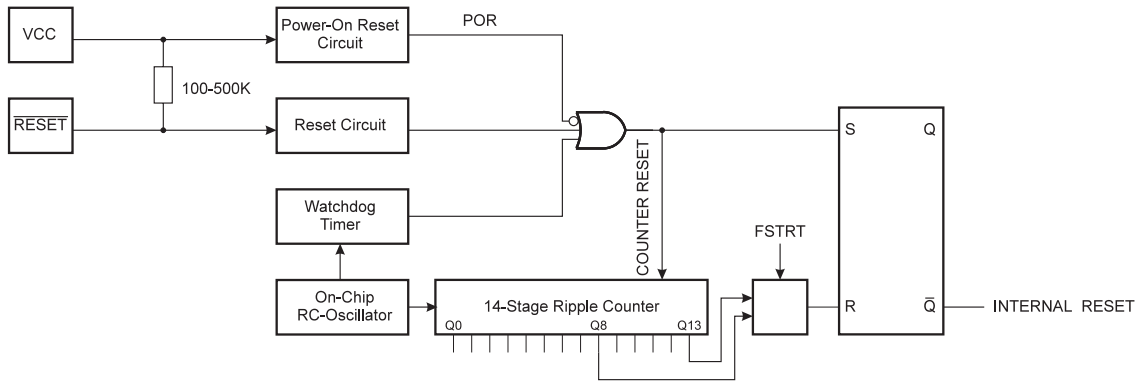 VCC
Power-On Reset
Circuit
POR
100-500K
RESET
Reset Circuit
S
Q
COUNTER RESET
Watchdog
Timer
FSTRT
On-Chip
RC-Oscillator
14-Stage Ripple Counter
Q0
Q8
Q13
R
Q̅
INTERNAL RESET